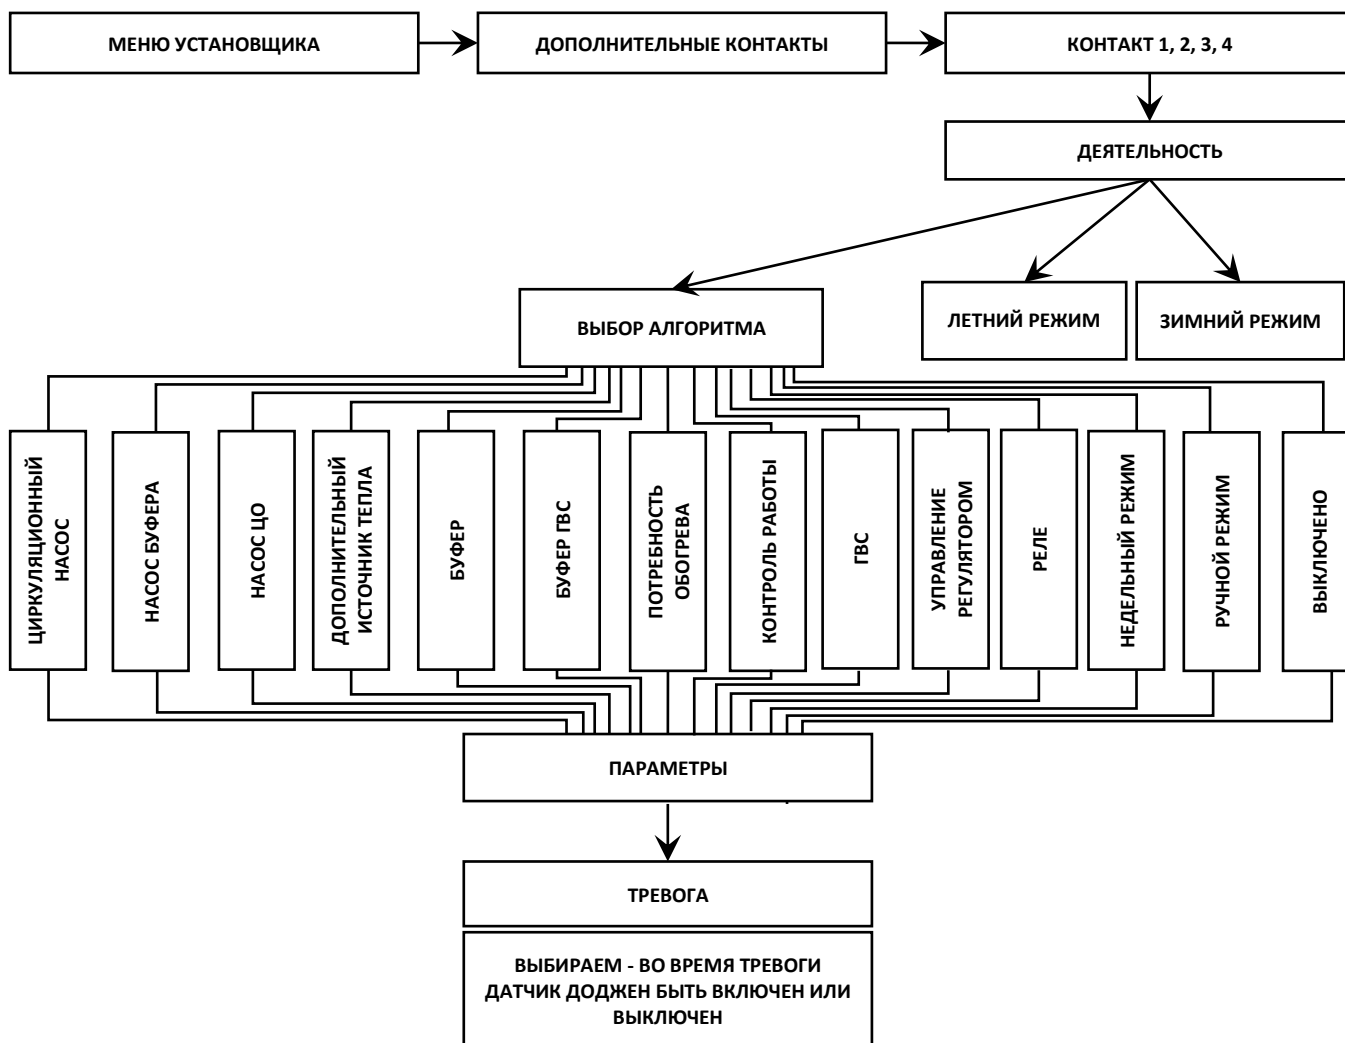 МЕНЮ УСТАНОВЩИКА
ДОПОЛНИТЕЛЬНЫЕ КОНТАКТЫ
КОНТАКТ 1, 2, 3, 4
ДЕЯТЕЛЬНОСТЬ
ВЫБОР АЛГОРИТМА
ЛЕТНИЙ РЕЖИМ
ЗИМНИЙ РЕЖИМ
ЦИРКУЛЯЦИОННЫЙ
НАСОС
НАСОС БУФЕРА
НАСОС ЦО
ДОПОЛНИТЕЛЬНЫЙ
ИСТОЧНИК ТЕПЛА
БУФЕР
БУФЕР ГВС
ПОТРЕБНОСТЬ
ОБОГРЕВА
КОНТРОЛЬ РАБОТЫ
ГВС
УПРАВЛЕНИЕ
РЕГУЛЯТОРОМ
РЕЛЕ
НЕДЕЛЬНЫЙ РЕЖИМ
РУЧНОЙ РЕЖИМ
ВЫКЛЮЧЕНО
ПАРАМЕТРЫ
ТРЕВОГА
ВЫБИРАЕМ - ВО ВРЕМЯ ТРЕВОГИ
ДАТЧИК ДОДЖЕН БЫТЬ ВКЛЮЧЕН ИЛИ
ВЫКЛЮЧЕН